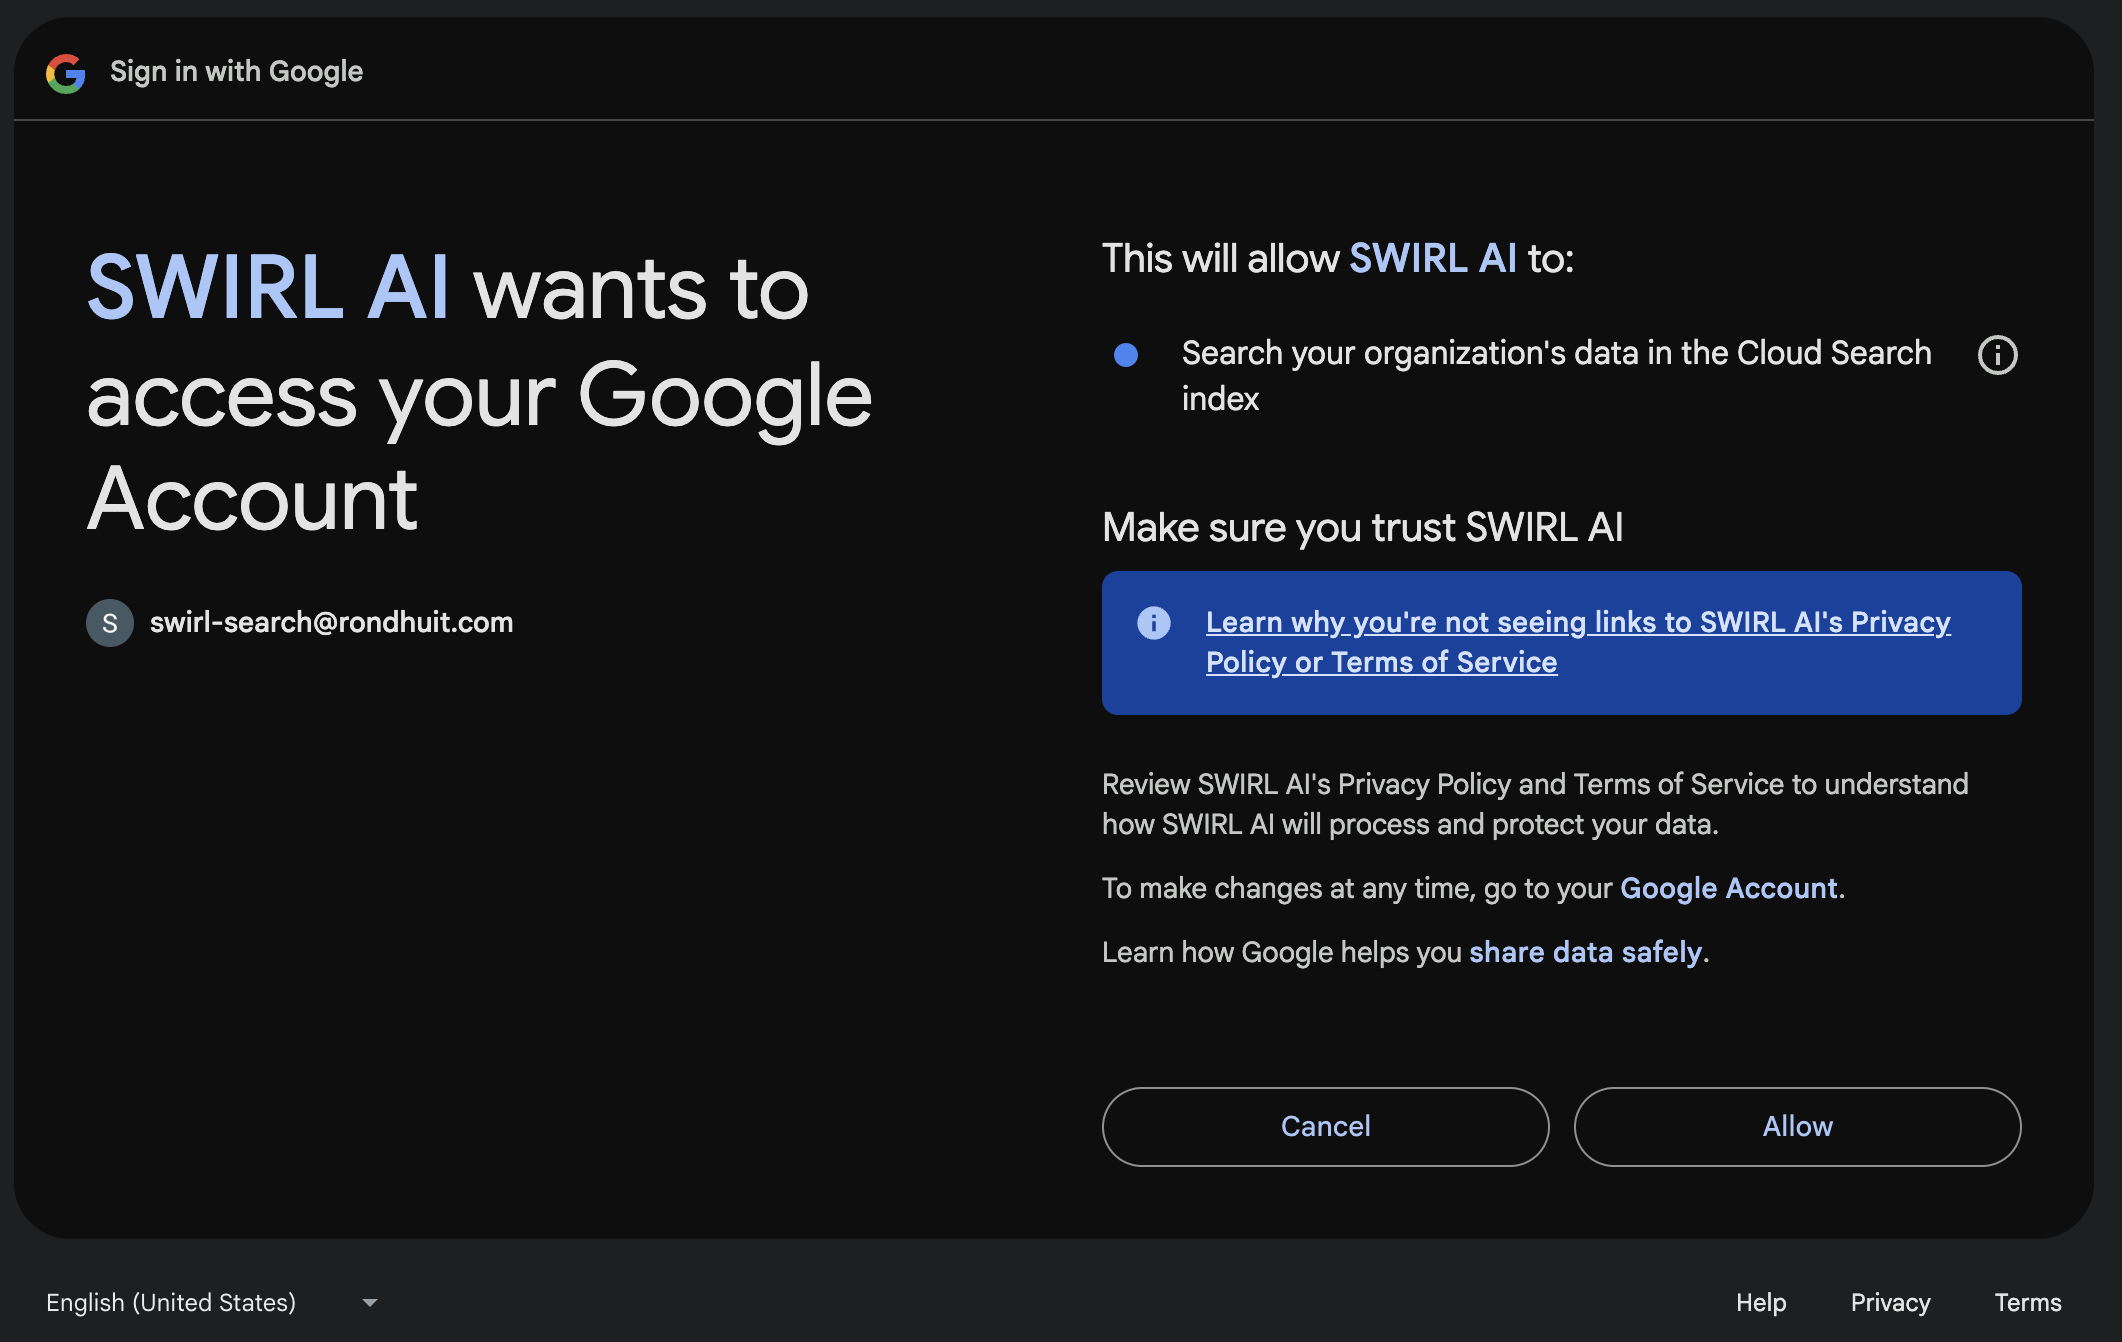 Sign in with Google
SWIRL AI wants to
access your Google
Account
S swirl-search@rondhuit.com
This will allow SWIRL AI to:
Search your organization's data in the Cloud Search
index
Make sure you trust SWIRL AI
Learn why you're not seeing links to SWIRL AI's Privacy
Policy or Terms of Service
Review SWIRL AI's Privacy Policy and Terms of Service to understand
how SWIRL AI will process and protect your data.
To make changes at any time, go to your Google Account.
Learn how Google helps you share data safely.
Cancel Allow
English (United States) Help Privacy Terms